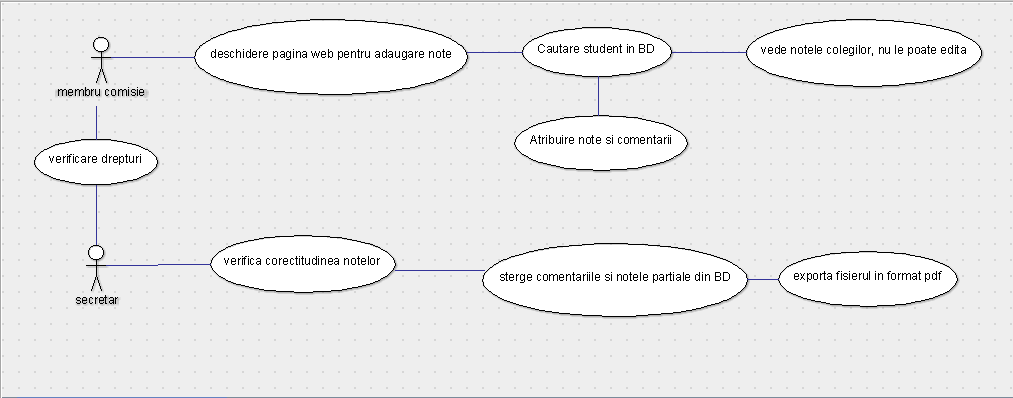 deschidere pagina web pentru adaugare note
Cautare student in BD
vede notele colegilor, nu le poate edita
membru comisie
Atribuire note si comentarii
verificare drepturi
verifica corectitudinea notelor
sterge comentariile si notele partiale din BD
exporta fisierul in format pdf
secretar